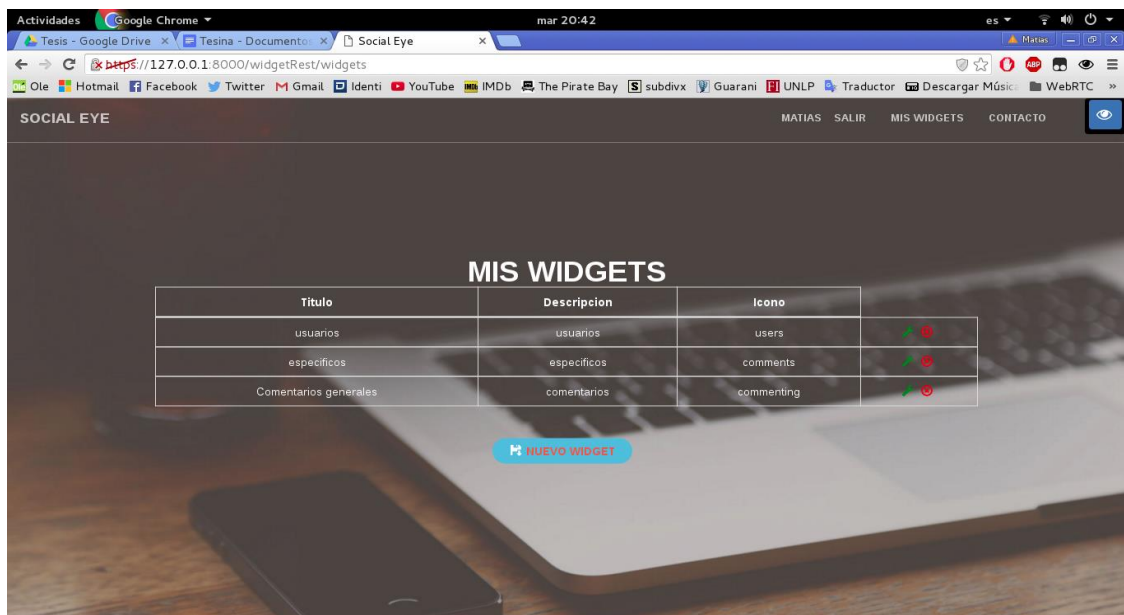 Actividades Google Chrome mar 20:42 es
Tesis - Google Drive Tesina - Documentos Social Eye Matias
https://127.0.0.1:8000/widgetRest/widgets ABP
Ole Hotmail Facebook Twitter Gmail Identi YouTube IMDb The Pirate Bay subdivx Guarani UNLP Traductor Descargar Música WebRTC »
SOCIAL EYE MATIAS SALIR MIS WIDGETS CONTACTO
MIS WIDGETS
Titulo Descripcion Icono
usuarios usuarios users
especificos especificos comments
Comentarios generales comentarios commenting
NUEVO WIDGET